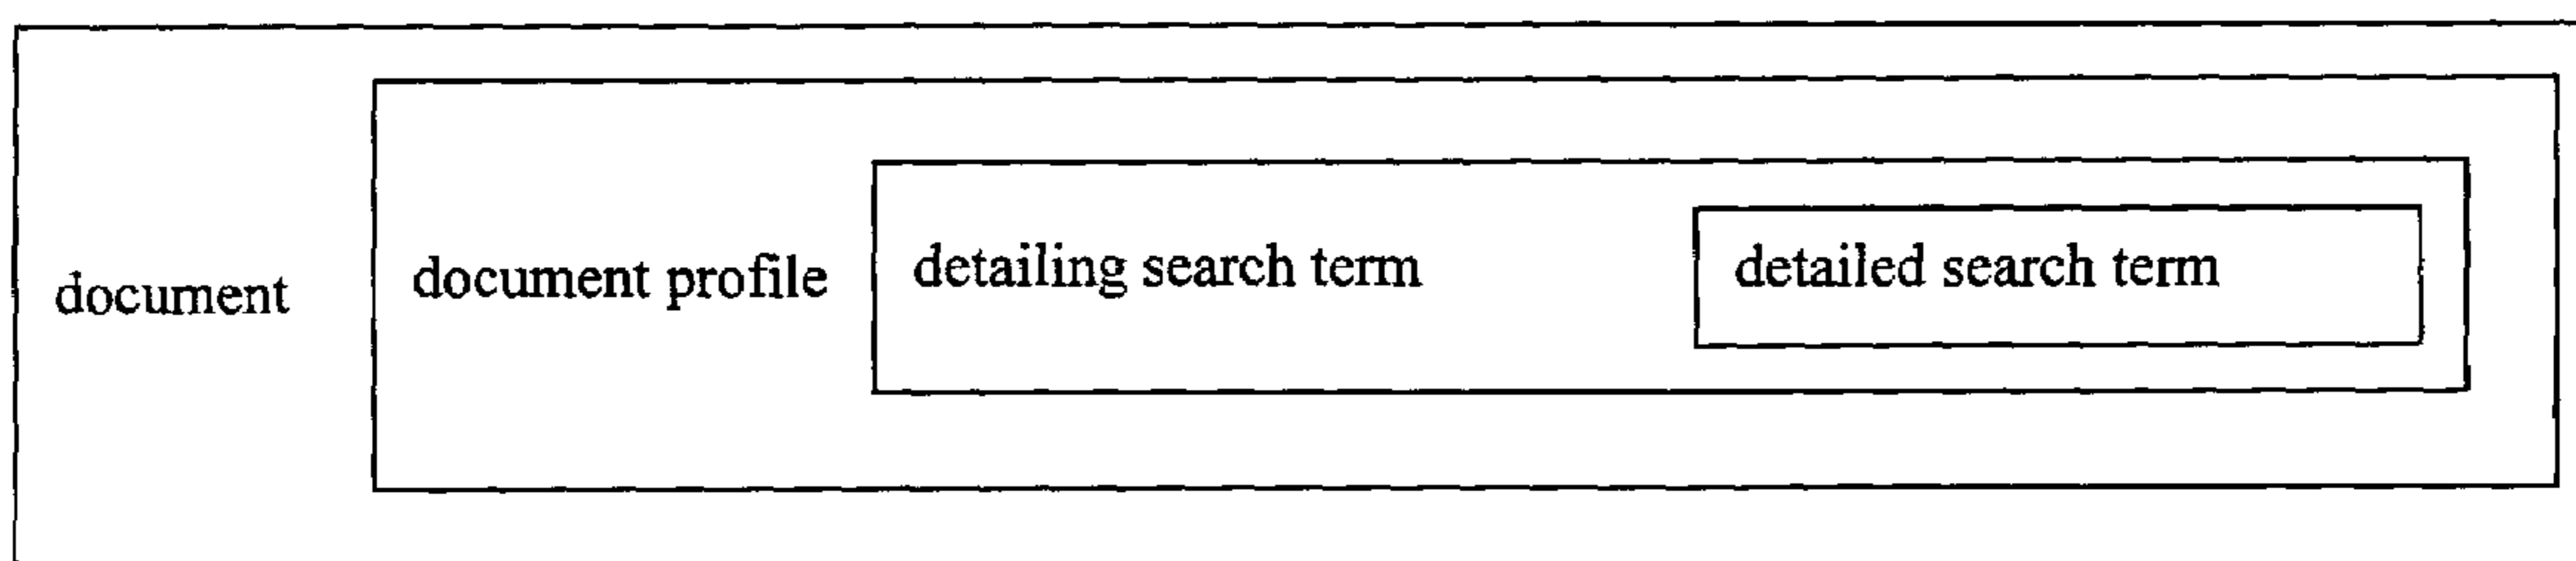 document
document profile
detailing search term
detailed search term